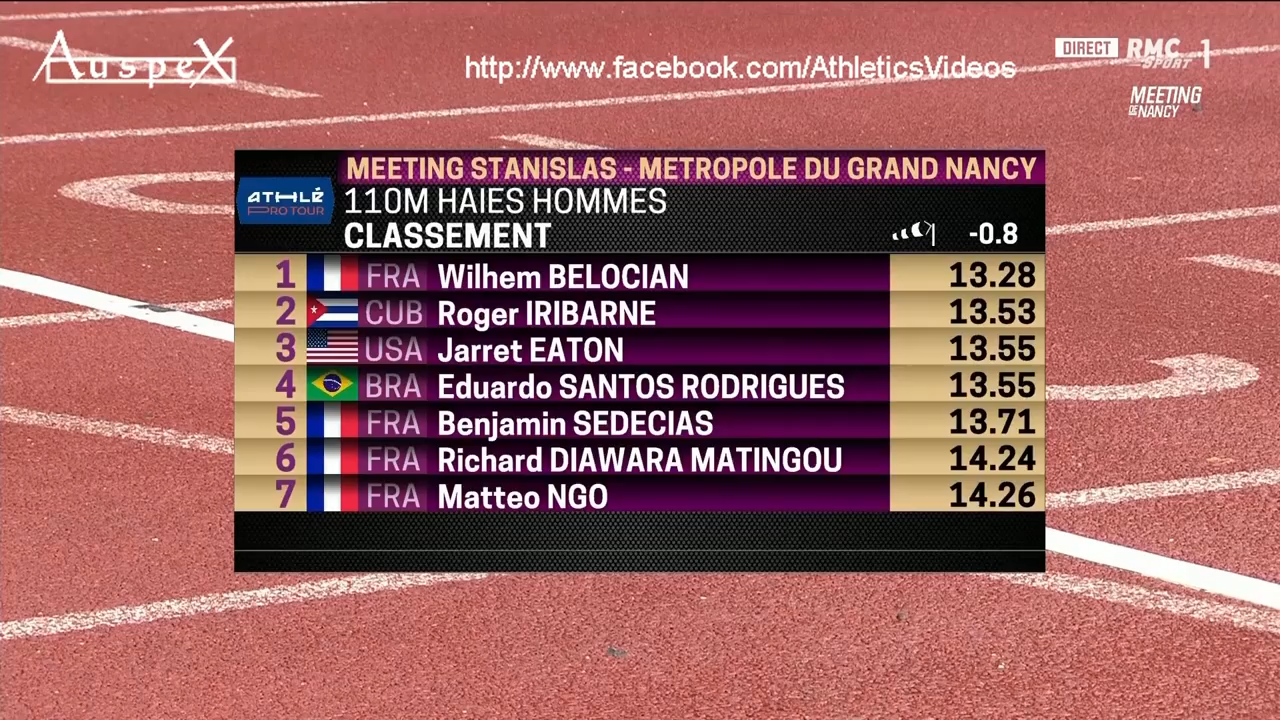 AuspeX
http://www.facebook.com/AthleticsVideos
DIRECT RMC SPORT 1
MEETING DE NANCY
MEETING STANISLAS - METROPOLE DU GRAND NANCY
ATHLÉ PRO TOUR
110M HAIES HOMMES
CLASSEMENT -0.8
1 FRA Wilhem BELOCIAN 13.28
2 CUB Roger IRIBARNE 13.53
3 USA Jarret EATON 13.55
4 BRA Eduardo SANTOS RODRIGUES 13.55
5 FRA Benjamin SEDECIAS 13.71
6 FRA Richard DIAWARA MATINGOU 14.24
7 FRA Matteo NGO 14.26